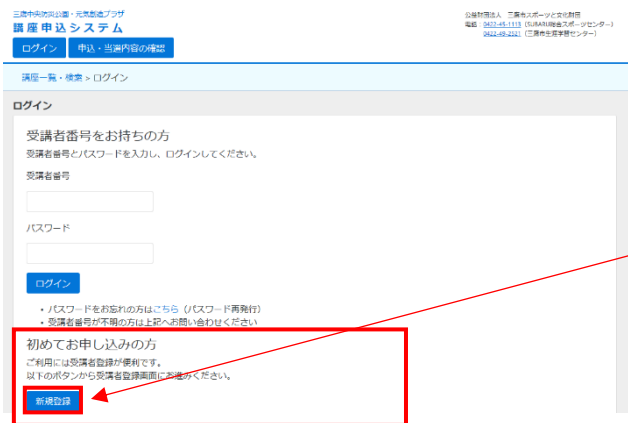 三鷹中央防災公園・元気創造プラザ
講座申込システム
公益財団法人 三鷹市スポーツと文化財団
電話：0422-45-1113（SUBARU総合スポーツセンター）
0422-49-2521（三鷹市生涯学習センター）
ログイン
申込・当選内容の確認
講座一覧・検索 > ログイン
ログイン
受講者番号をお持ちの方
受講者番号とパスワードを入力し、ログインしてください。
受講者番号
パスワード
ログイン
• パスワードをお忘れの方はこちら（パスワード再発行）
• 受講者番号が不明の方は上記へお問い合わせください
初めてお申し込みの方
ご利用には受講者登録が便利です。
以下のボタンから受講者登録画面にお進みください。
新規登録